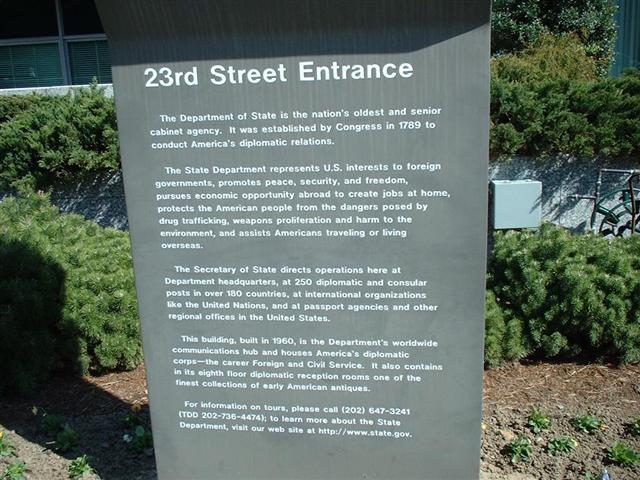 23rd Street Entrance
The Department of State is the nation's oldest and senior
cabinet agency. It was established by Congress in 1789 to
conduct America's diplomatic relations.
The State Department represents U.S. interests to foreign
governments, promotes peace, security, and freedom,
pursues economic opportunity abroad to create jobs at home,
protects the American people from the dangers posed by
drug trafficking, weapons proliferation and harm to the
environment, and assists Americans traveling or living
overseas.
The Secretary of State directs operations here at
Department headquarters, at 250 diplomatic and consular
posts in over 180 countries, at international organizations
like the United Nations, and at passport agencies and other
regional offices in the United States.
This building, built in 1960, is the Department's worldwide
communications hub and houses America's diplomatic
corps—the career Foreign and Civil Service. It also contains
in its eighth floor diplomatic reception rooms one of the
finest collections of early American antiques.
For information on tours, please call (202) 647-3241
(TDD 202-736-4474); to learn more about the State
Department, visit our web site at http://www.state.gov.